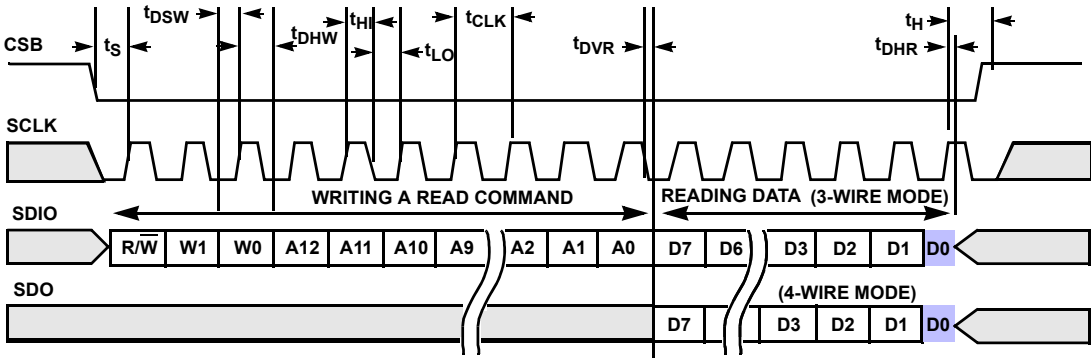 tDSW tHI tCLK tH
CSB tS tDHW tLO tDVR tDHR
SCLK
WRITING A READ COMMAND READING DATA (3-WIRE MODE)
SDIO
R/W̅ W1 W0 A12 A11 A10 A9 A2 A1 A0 D7 D6 D3 D2 D1 D0
SDO (4-WIRE MODE)
D7 D3 D2 D1 D0